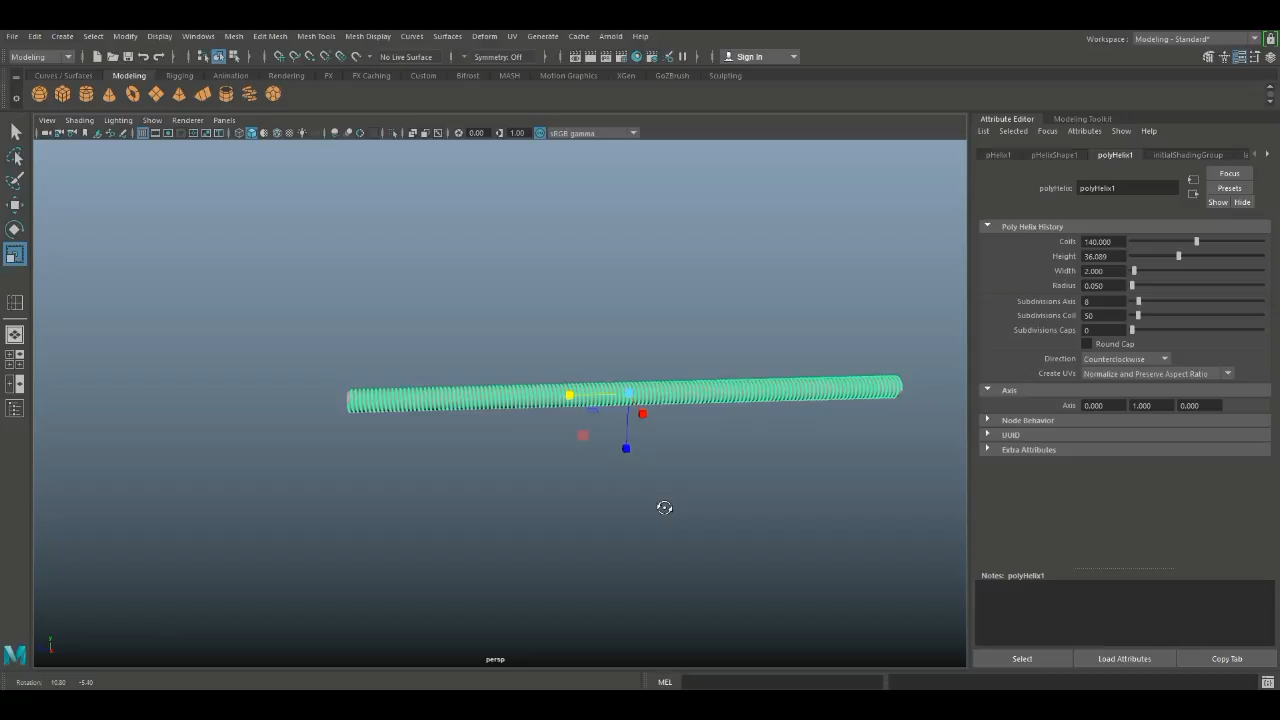 File Edit Create Select Modify Display Windows Mesh Edit Mesh Mesh Tools Mesh Display Curves Surfaces Deform UV Generate Cache Arnold Help
Workspace : Modeling - Standard*
Modeling No Live Surface Symmetry: Off Sign In
Curves / Surfaces Modeling Rigging Animation Rendering FX FX Caching Custom Bifrost MASH Motion Graphics XGen GoZBrush Sculpting
View Shading Lighting Show Renderer Panels
0.00 1.00 sRGB gamma
Attribute Editor Modeling Toolkit
List Selected Focus Attributes Show Help
pHelix1 pHelixShape1 polyHelix1 initialShadingGroup
Focus
polyHelix: polyHelix1 Presets
Show Hide
Poly Helix History
Coils 140.000
Height 36.089
Width 2.000
Radius 0.050
Subdivisions Axis 8
Subdivisions Coil 50
Subdivisions Caps 0
Round Cap
Direction Counterclockwise
Create UVs Normalize and Preserve Aspect Ratio
Axis
Axis 0.000 1.000 0.000
Node Behavior
UUID
Extra Attributes
Notes: polyHelix1
Select Load Attributes Copy Tab
y
persp
M
Rotation: 10.80 -5.40
MEL